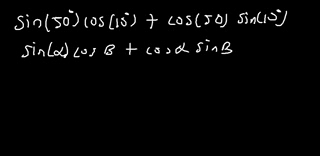 sin(50°) cos(15°) + cos(50) sin(15°)
sin(α) cos B + cos α sin B